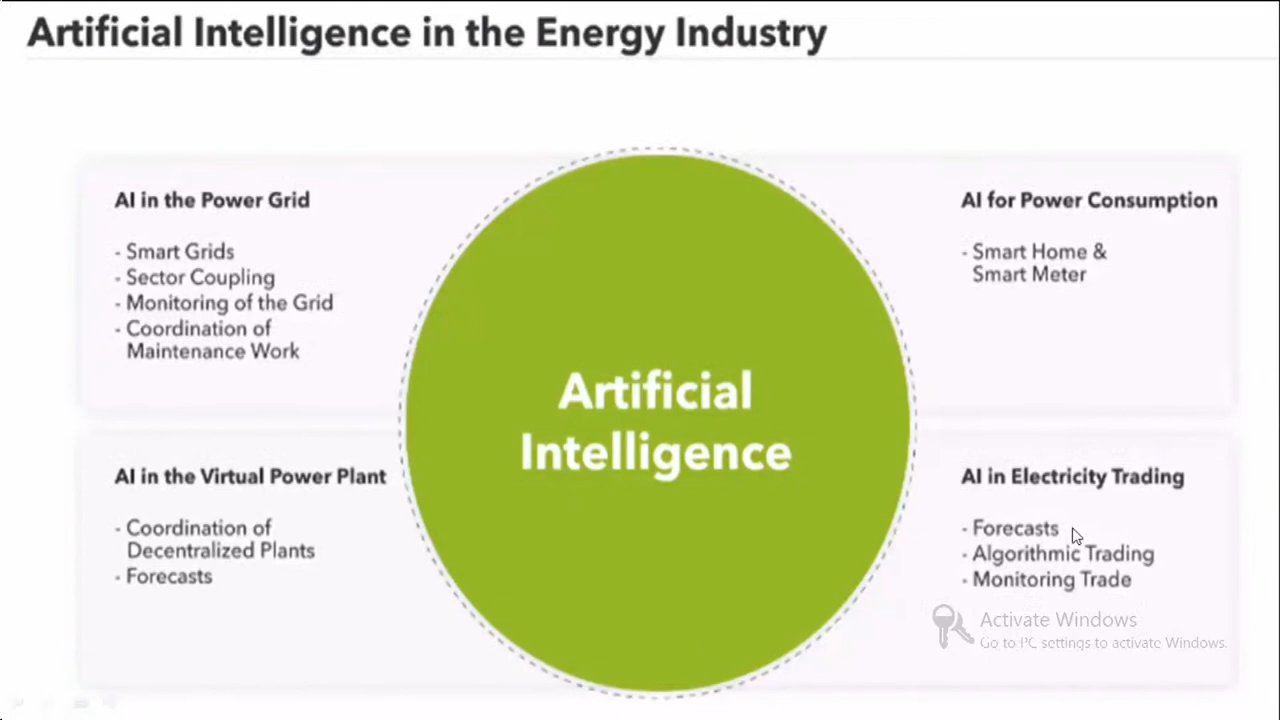 Artificial Intelligence in the Energy Industry
AI in the Power Grid
- Smart Grids
- Sector Coupling
- Monitoring of the Grid
- Coordination of
Maintenance Work
AI for Power Consumption
- Smart Home &
Smart Meter
Artificial
Intelligence
AI in the Virtual Power Plant
- Coordination of
Decentralized Plants
- Forecasts
AI in Electricity Trading
- Forecasts
- Algorithmic Trading
- Monitoring Trade
Activate Windows
Go to PC settings to activate Windows.